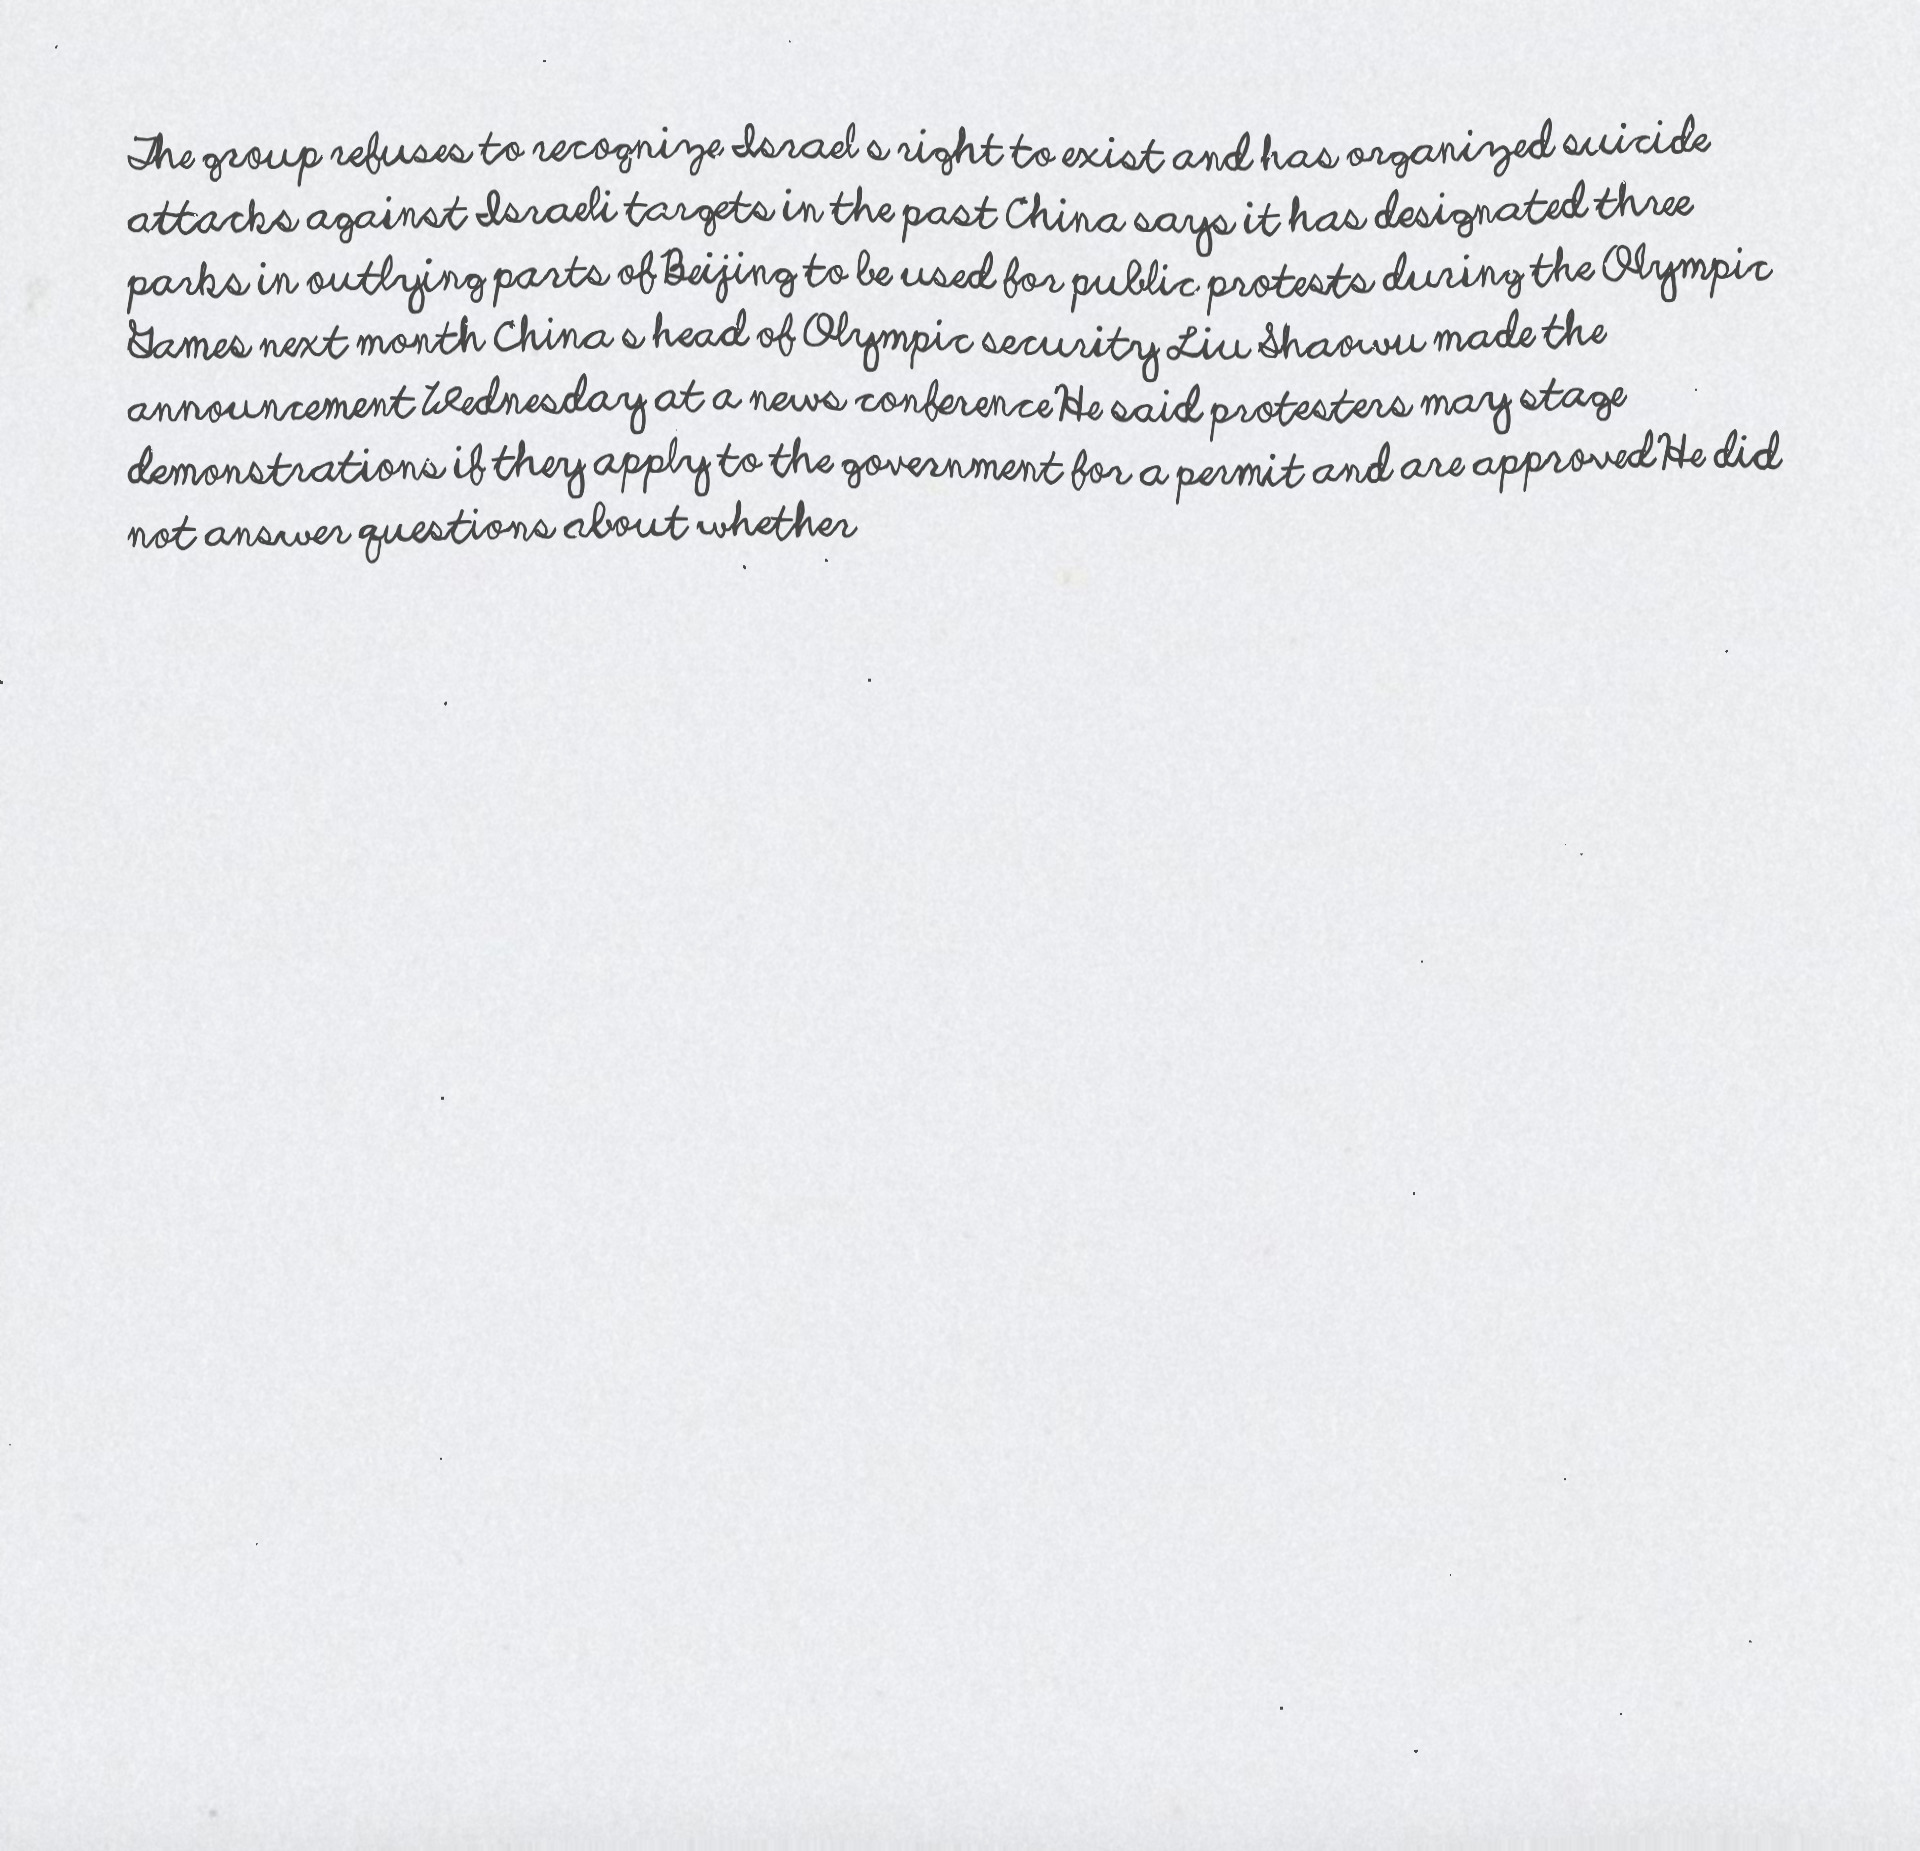 The group refuses to recognize Israel s right to exist and has organized suicide
attacks against Israeli targets in the past China says it has designated three
parks in outlying parts of Beijing to be used for public protests during the Olympic
Games next month China s head of Olympic security Liu Shaowu made the
announcement Wednesday at a news conference He said protesters may stage
demonstrations if they apply to the government for a permit and are approved He did
not answer questions about whether